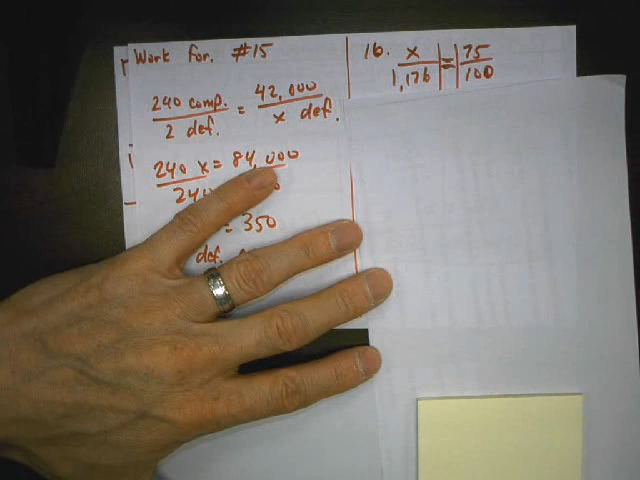 Work for. #15
240 comp. / 2 def. = 42,000 / x def.
240 x = 84,000
240
= 350
def.
16. x / 1,176 = 75 / 100